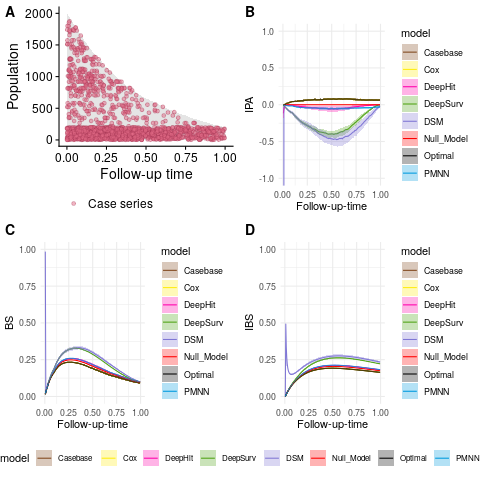 A
Population
2000
1500
1000
500
0
0.00 0.25 0.50 0.75 1.00
Follow-up time
Case series
B
IPA
1.0
0.5
0.0
-0.5
-1.0
0.00 0.25 0.50 0.75 1.00
Follow-up-time
model
Casebase
Cox
DeepHit
DeepSurv
DSM
Null_Model
Optimal
PMNN
C
BS
1.00
0.75
0.50
0.25
0.00
0.00 0.25 0.50 0.75 1.00
Follow-up-time
model
Casebase
Cox
DeepHit
DeepSurv
DSM
Null_Model
Optimal
PMNN
D
IBS
1.00
0.75
0.50
0.25
0.00
0.00 0.25 0.50 0.75 1.00
Follow-up-time
model
Casebase
Cox
DeepHit
DeepSurv
DSM
Null_Model
Optimal
PMNN
model Casebase Cox DeepHit DeepSurv DSM Null_Model Optimal PMNN